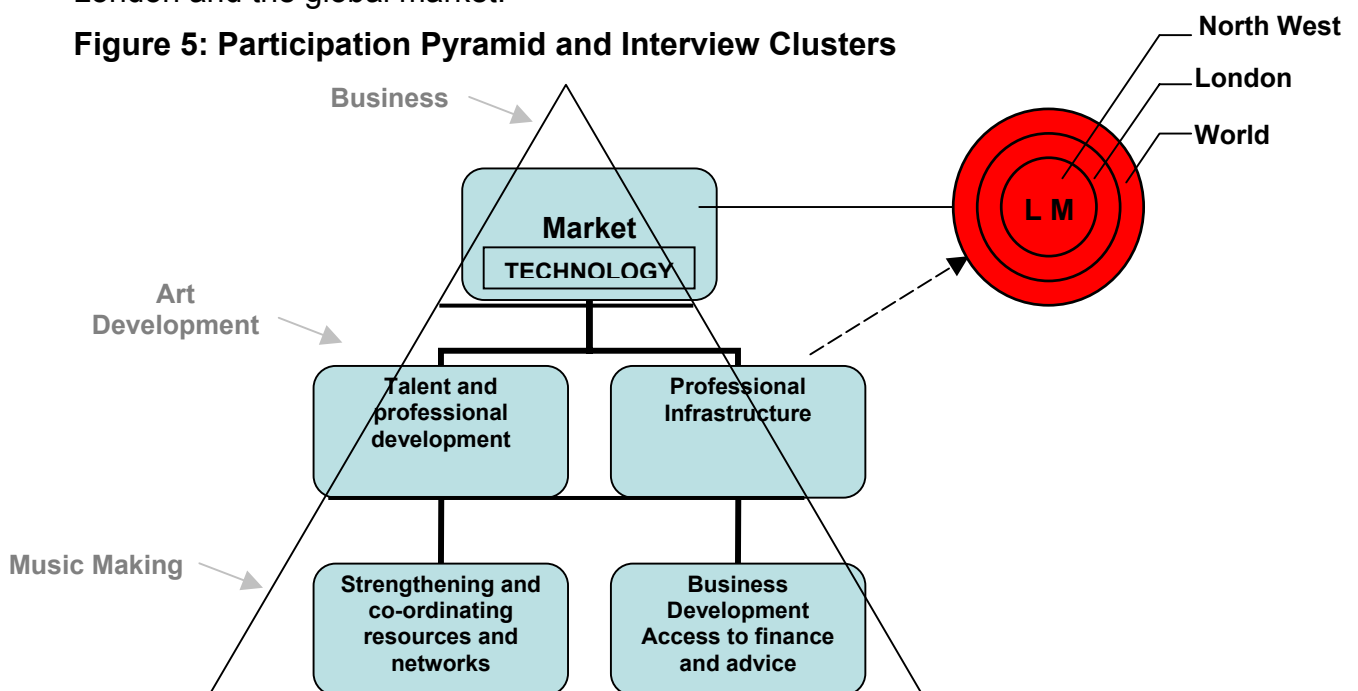 London and the global market.
Figure 5: Participation Pyramid and Interview Clusters
North West
Business
London
World
L M
Market
TECHNOLOGY
Art
Development
Talent and
professional
development
Professional
Infrastructure
Music Making
Strengthening and
co-ordinating
resources and
networks
Business
Development
Access to finance
and advice